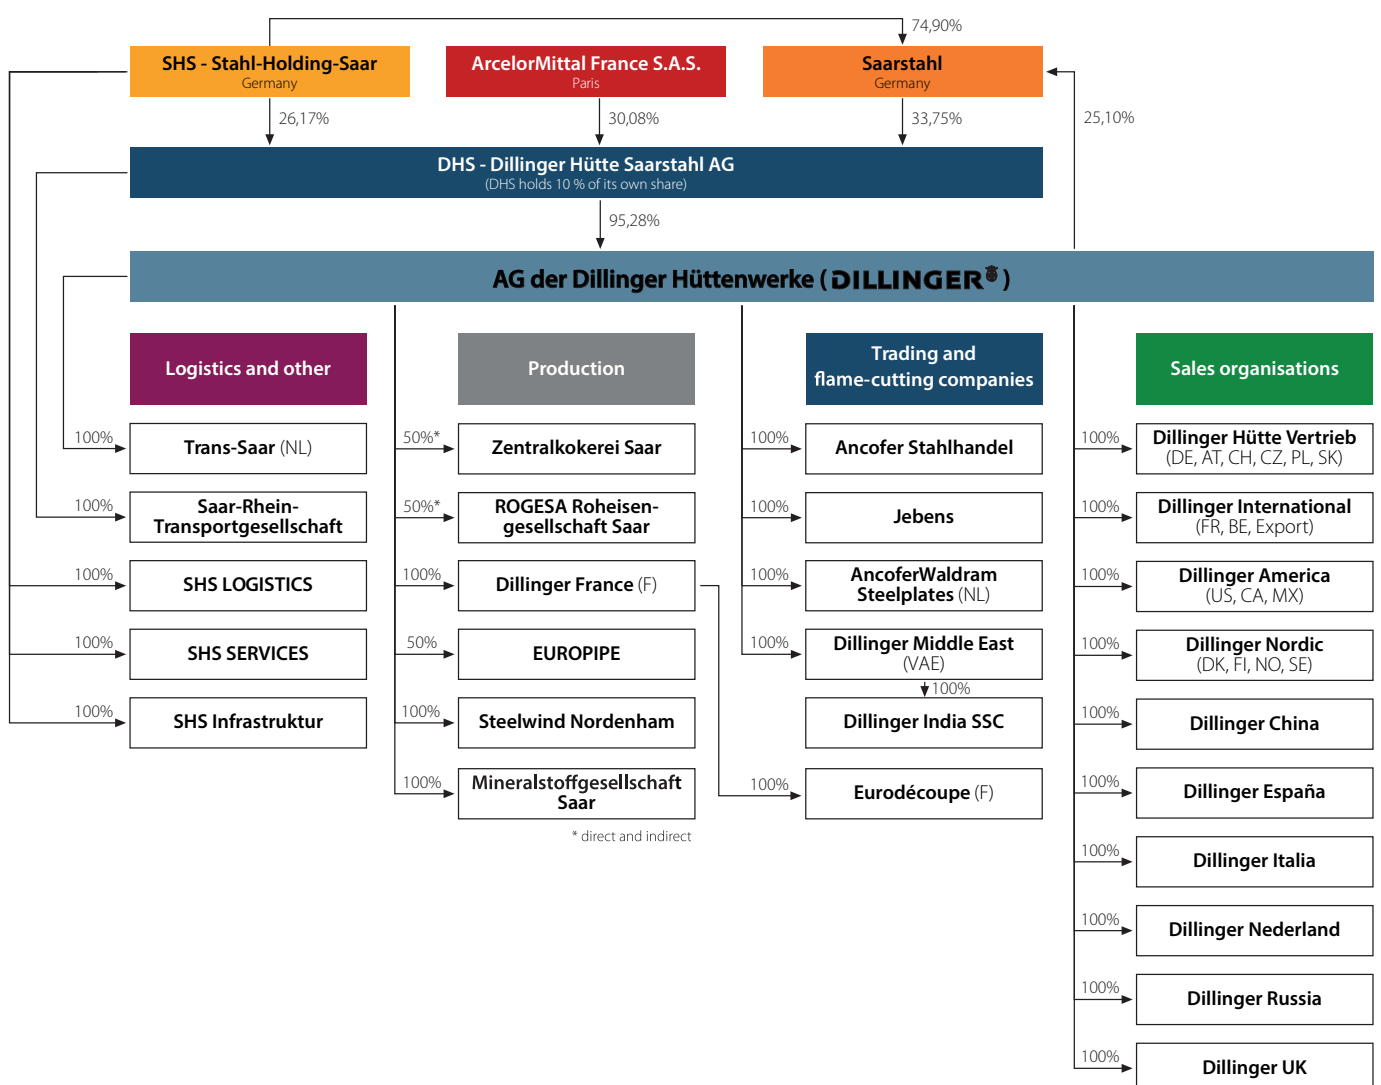 74,90%
SHS - Stahl-Holding-Saar
Germany
ArcelorMittal France S.A.S.
Paris
Saarstahl
Germany
26,17%
30,08%
33,75%
25,10%
DHS - Dillinger Hütte Saarstahl AG
(DHS holds 10 % of its own share)
95,28%
AG der Dillinger Hüttenwerke ( DILLINGER )
Logistics and other
100%
Trans-Saar (NL)
100%
Saar-Rhein-
Transportgesellschaft
100%
SHS LOGISTICS
100%
SHS SERVICES
100%
SHS Infrastruktur
Production
50%*
Zentralkokerei Saar
50%*
ROGESA Roheisen-
gesellschaft Saar
100%
Dillinger France (F)
50%
EUROPIPE
100%
Steelwind Nordenham
100%
Mineralstoffgesellschaft
Saar
* direct and indirect
Trading and
flame-cutting companies
100%
Ancofer Stahlhandel
100%
Jebens
100%
AncoferWaldram
Steelplates (NL)
100%
Dillinger Middle East
(VAE)
100%
Dillinger India SSC
100%
Eurodécoupe (F)
Sales organisations
100%
Dillinger Hütte Vertrieb
(DE, AT, CH, CZ, PL, SK)
100%
Dillinger International
(FR, BE, Export)
100%
Dillinger America
(US, CA, MX)
100%
Dillinger Nordic
(DK, FI, NO, SE)
100%
Dillinger China
100%
Dillinger España
100%
Dillinger Italia
100%
Dillinger Nederland
100%
Dillinger Russia
100%
Dillinger UK